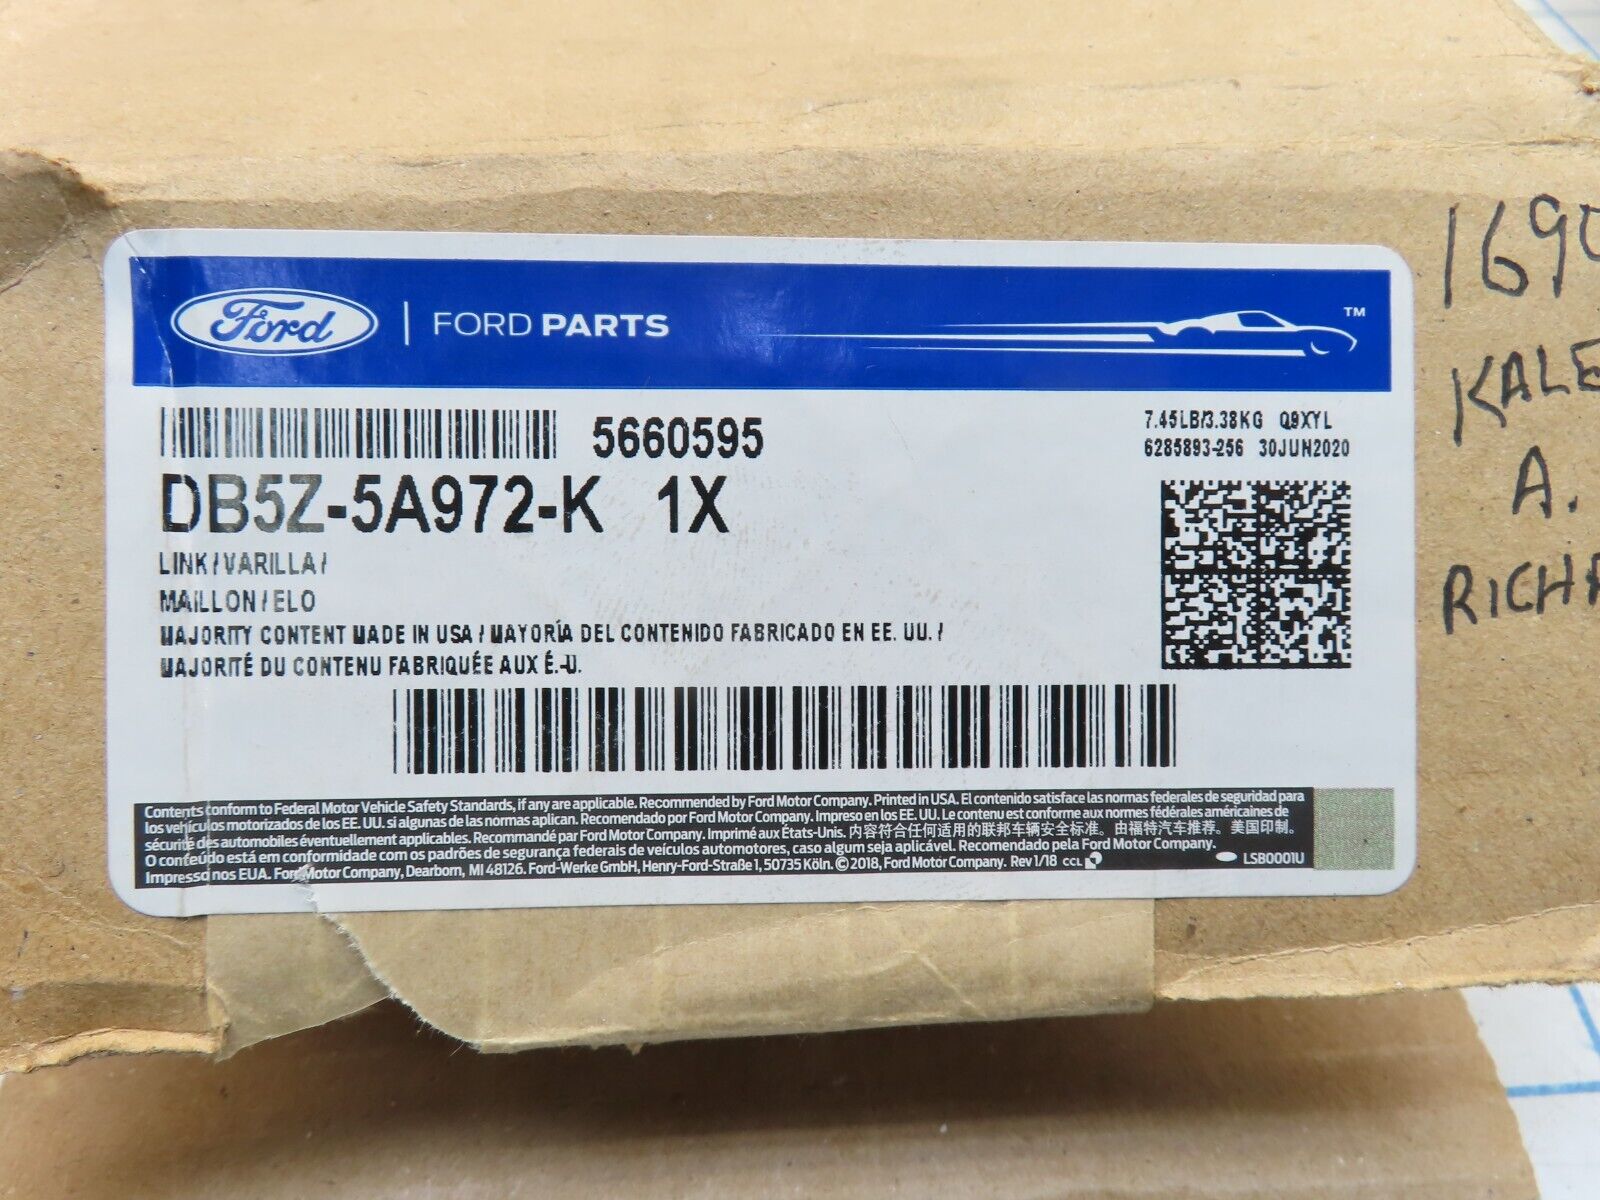 Ford | FORD PARTS
TM
5660595
7.45LB/3.38KG Q9XYL
6285893-256 30JUN2020
DB5Z-5A972-K 1X
LINK/VARILLA/
MAILLON/ELO
MAJORITY CONTENT MADE IN USA / MAYORÍA DEL CONTENIDO FABRICADO EN EE. UU. /
MAJORITÉ DU CONTENU FABRIQUÉE AUX É.-U.
Contents conform to Federal Motor Vehicle Safety Standards, if any are applicable. Recommended by Ford Motor Company. Printed in USA. El contenido satisface las normas federales de seguridad para
los vehículos motorizados de los EE. UU. si algunas de las normas aplican. Recomendado por Ford Motor Company. Impreso en los EE. UU. Le contenu est conforme aux normes fédérales américaines de
sécurité des automobiles éventuellement applicables. Recommandé par Ford Motor Company. Imprimé aux États-Unis. 内容符合任何适用的联邦车辆安全标准。由福特汽车推荐。美国印制。
O conteúdo está em conformidade com os padrões de segurança federais de veículos automotores, caso algum seja aplicável. Recomendado pela Ford Motor Company.
Impresso nos EUA. Ford Motor Company, Dearborn, MI 48126. Ford-Werke GmbH, Henry-Ford-Straße 1, 50735 Köln. © 2018, Ford Motor Company. Rev 1/18 CCL
LSB0001U
169
KALE
A.
RICHA